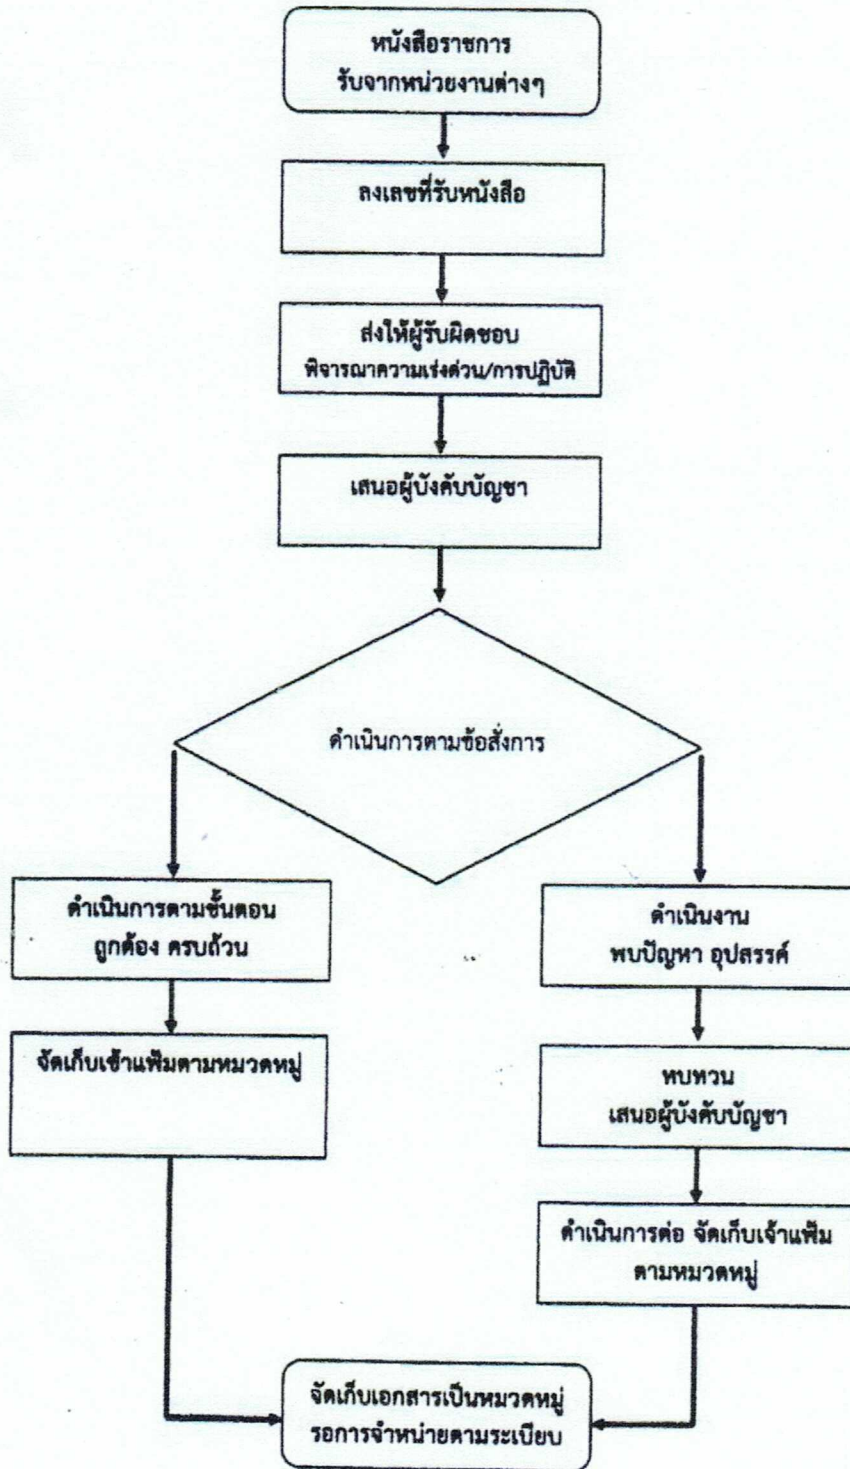 หนังสือราชการ
รับจากหน่วยงานต่างๆ
ลงเลขที่รับหนังสือ
ส่งให้ผู้รับผิดชอบ
พิจารณาความเร่งด่วน/การปฏิบัติ
เสนอผู้บังคับบัญชา
ดำเนินการตามข้อสั่งการ
ดำเนินการตามขั้นตอน
ถูกต้อง ครบถ้วน
จัดเก็บเข้าแฟ้มตามหมวดหมู่
ดำเนินงาน
พบปัญหา อุปสรรค์
ทบทวน
เสนอผู้บังคับบัญชา
ดำเนินการต่อ จัดเก็บเจ้าแฟ้ม
ตามหมวดหมู่
จัดเก็บเอกสารเป็นหมวดหมู่
รอการจำหน่ายตามระเบียบ